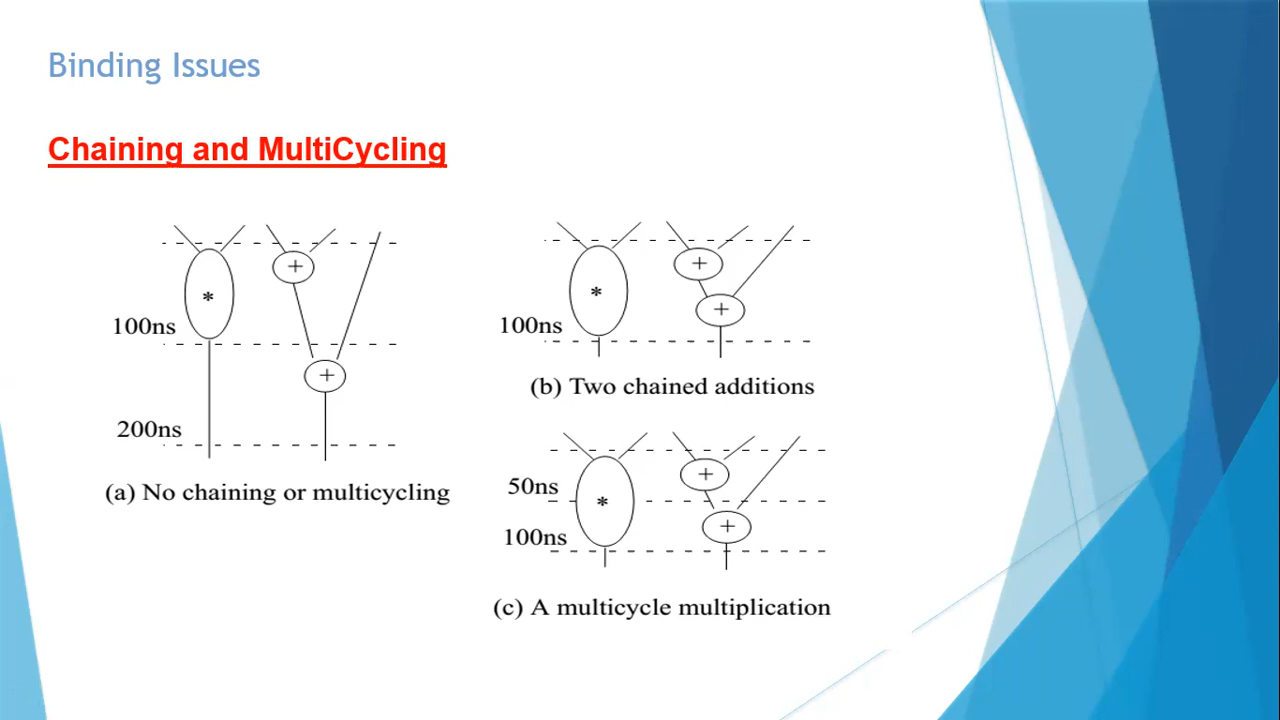 Binding Issues
Chaining and MultiCycling
+
*
100ns
+
200ns
(a) No chaining or multicycling
+
*
+
100ns
(b) Two chained additions
+
50ns
*
+
100ns
(c) A multicycle multiplication